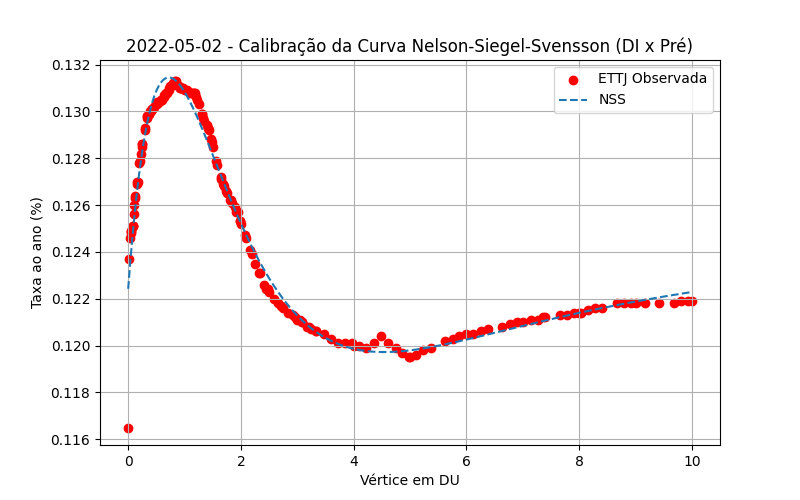 2022-05-02 - Calibração da Curva Nelson-Siegel-Svensson (DI x Pré)
ETTJ Observada
NSS
Taxa ao ano (%)
0.132
0.130
0.128
0.126
0.124
0.122
0.120
0.118
0.116
0 2 4 6 8 10
Vértice em DU